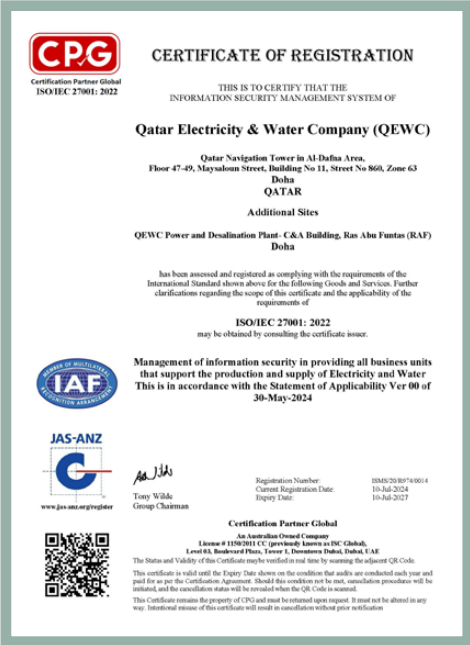 CPG
Certification Partner Global
ISO/IEC 27001: 2022
CERTIFICATE OF REGISTRATION
THIS IS TO CERTIFY THAT THE
INFORMATION SECURITY MANAGEMENT SYSTEM OF
Qatar Electricity & Water Company (QEWC)
Qatar Navigation Tower in Al-Dafna Area,
Floor 47-49, Maysaloun Street, Building No 11, Street No 860, Zone 63
Doha
QATAR
Additional Sites
QEWC Power and Desalination Plant- C&A Building, Ras Abu Funtas (RAF)
Doha
has been assessed and registered as complying with the requirements of the
International Standard shown above for the following Goods and Services. Further
clarifications regarding the scope of this certificate and the applicability of the
requirements of
ISO/IEC 27001: 2022
may be obtained by consulting the certificate issuer.
Management of information security in providing all business units
that support the production and supply of Electricity and Water
This is in accordance with the Statement of Applicability Ver 00 of
30-May-2024
MEMBER OF MULTILATERAL
IAF
RECOGNITION ARRANGEMENT
JAS-ANZ
C
www.jas-anz.org/register
Tony Wilde
Group Chairman
Registration Number: ISMS/20/R974/0014
Current Registration Date: 10-Jul-2024
Expiry Date: 10-Jul-2027
Certification Partner Global
An Australian Owned Company
License # 1150/2011 CC (previously known as ISC Global),
Level 03, Boulevard Plaza, Tower 1, Downtown Dubai, Dubai, UAE
The Status and Validity of this Certificate may be verified in real time by scanning the adjacent QR Code.
This certificate is valid until the Expiry Date shown on the condition that audits are conducted each year and
paid for as per the Certification Agreement. Should this condition not be met, cancellation procedures will be
initiated, and the cancellation status will be revealed when the QR Code is scanned.
This Certificate remains the property of CPG and must be returned upon request. It must not be altered in any
way. Intentional misuse of this certificate will result in cancellation without prior notification